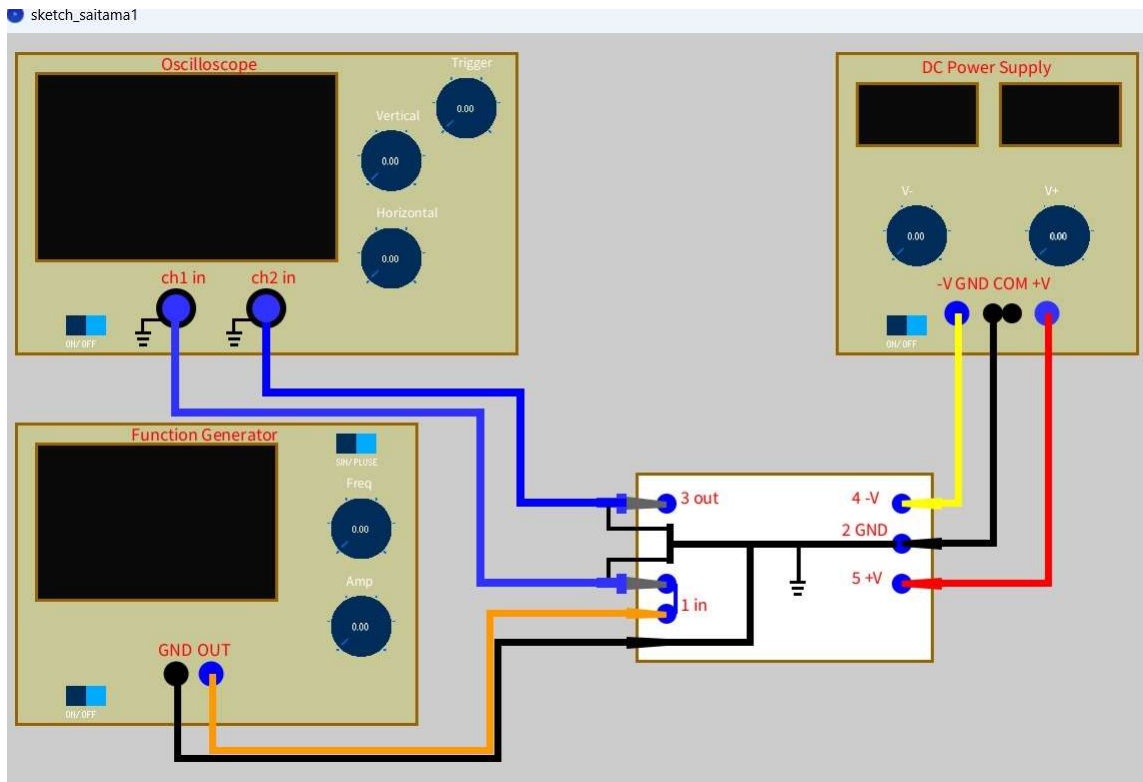 sketch_saitama1
Oscilloscope
Trigger
0.00
Vertical
0.00
Horizontal
0.00
ch1 in
ch2 in
ON/OFF
DC Power Supply
V-
V+
0.00
0.00
-V GND COM +V
ON/OFF
Function Generator
SIN/PLUSE
Freq
0.00
Amp
0.00
GND OUT
ON/OFF
3 out
4 -V
2 GND
5 +V
1 in